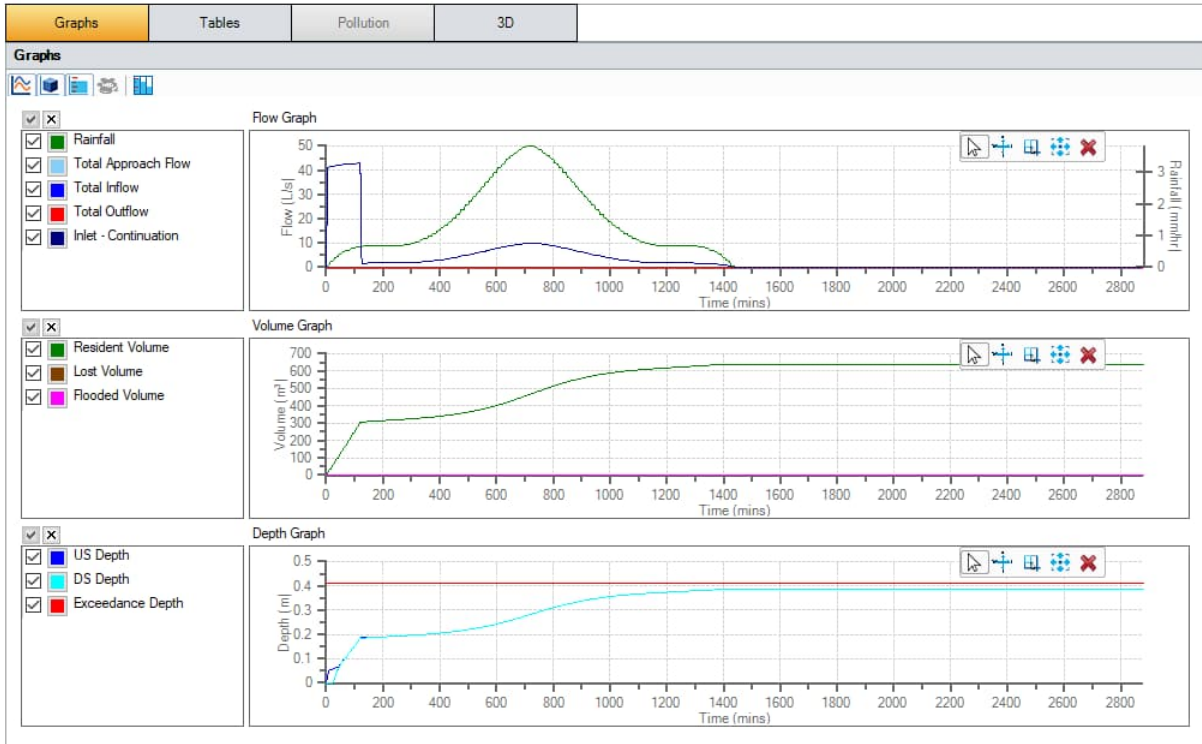 Graphs Tables Pollution 3D
Graphs
Flow Graph
Rainfall
Total Approach Flow
Total Inflow
Total Outflow
Inlet - Continuation
Flow (L/s)
50
40
30
20
10
0
3
2
1
0
Rainfall (mm/hr)
0 200 400 600 800 1000 1200 1400 1600 1800 2000 2200 2400 2600 2800
Time (mins)
Volume Graph
Resident Volume
Lost Volume
Flooded Volume
Volume (m³)
700
600
500
400
300
200
100
0
0 200 400 600 800 1000 1200 1400 1600 1800 2000 2200 2400 2600 2800
Time (mins)
Depth Graph
US Depth
DS Depth
Exceedance Depth
Depth (m)
0.5
0.4
0.3
0.2
0.1
0
0 200 400 600 800 1000 1200 1400 1600 1800 2000 2200 2400 2600 2800
Time (mins)